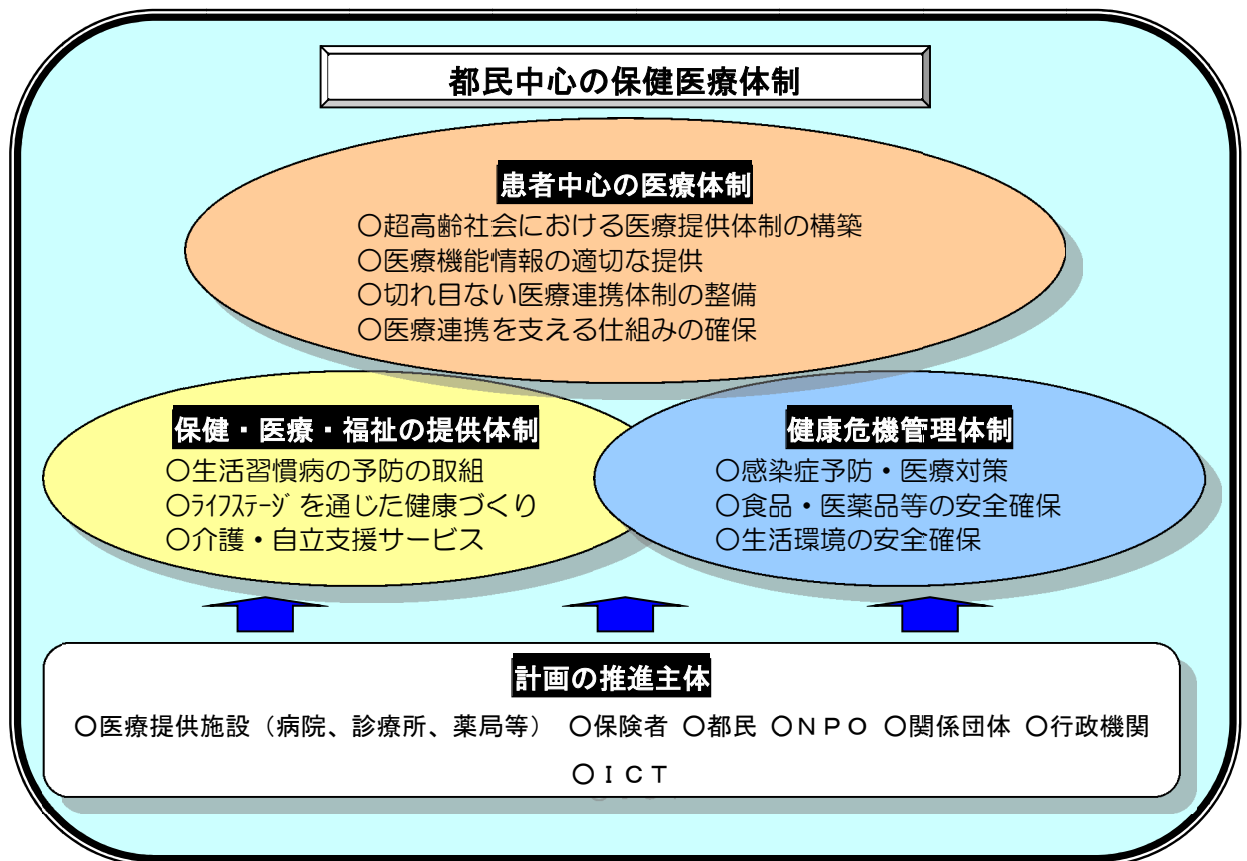 都民中心の保健医療体制
患者中心の医療体制
○超高齢社会における医療提供体制の構築
○医療機能情報の適切な提供
○切れ目ない医療連携体制の整備
○医療連携を支える仕組みの確保
保健・医療・福祉の提供体制
○生活習慣病の予防の取組
○ﾗｲﾌｽﾃｰｼﾞを通じた健康づくり
○介護・自立支援サービス
健康危機管理体制
○感染症予防・医療対策
○食品・医薬品等の安全確保
○生活環境の安全確保
計画の推進主体
○医療提供施設（病院、診療所、薬局等） ○保険者 ○都民 ○ＮＰＯ ○関係団体 ○行政機関
○ＩＣＴ